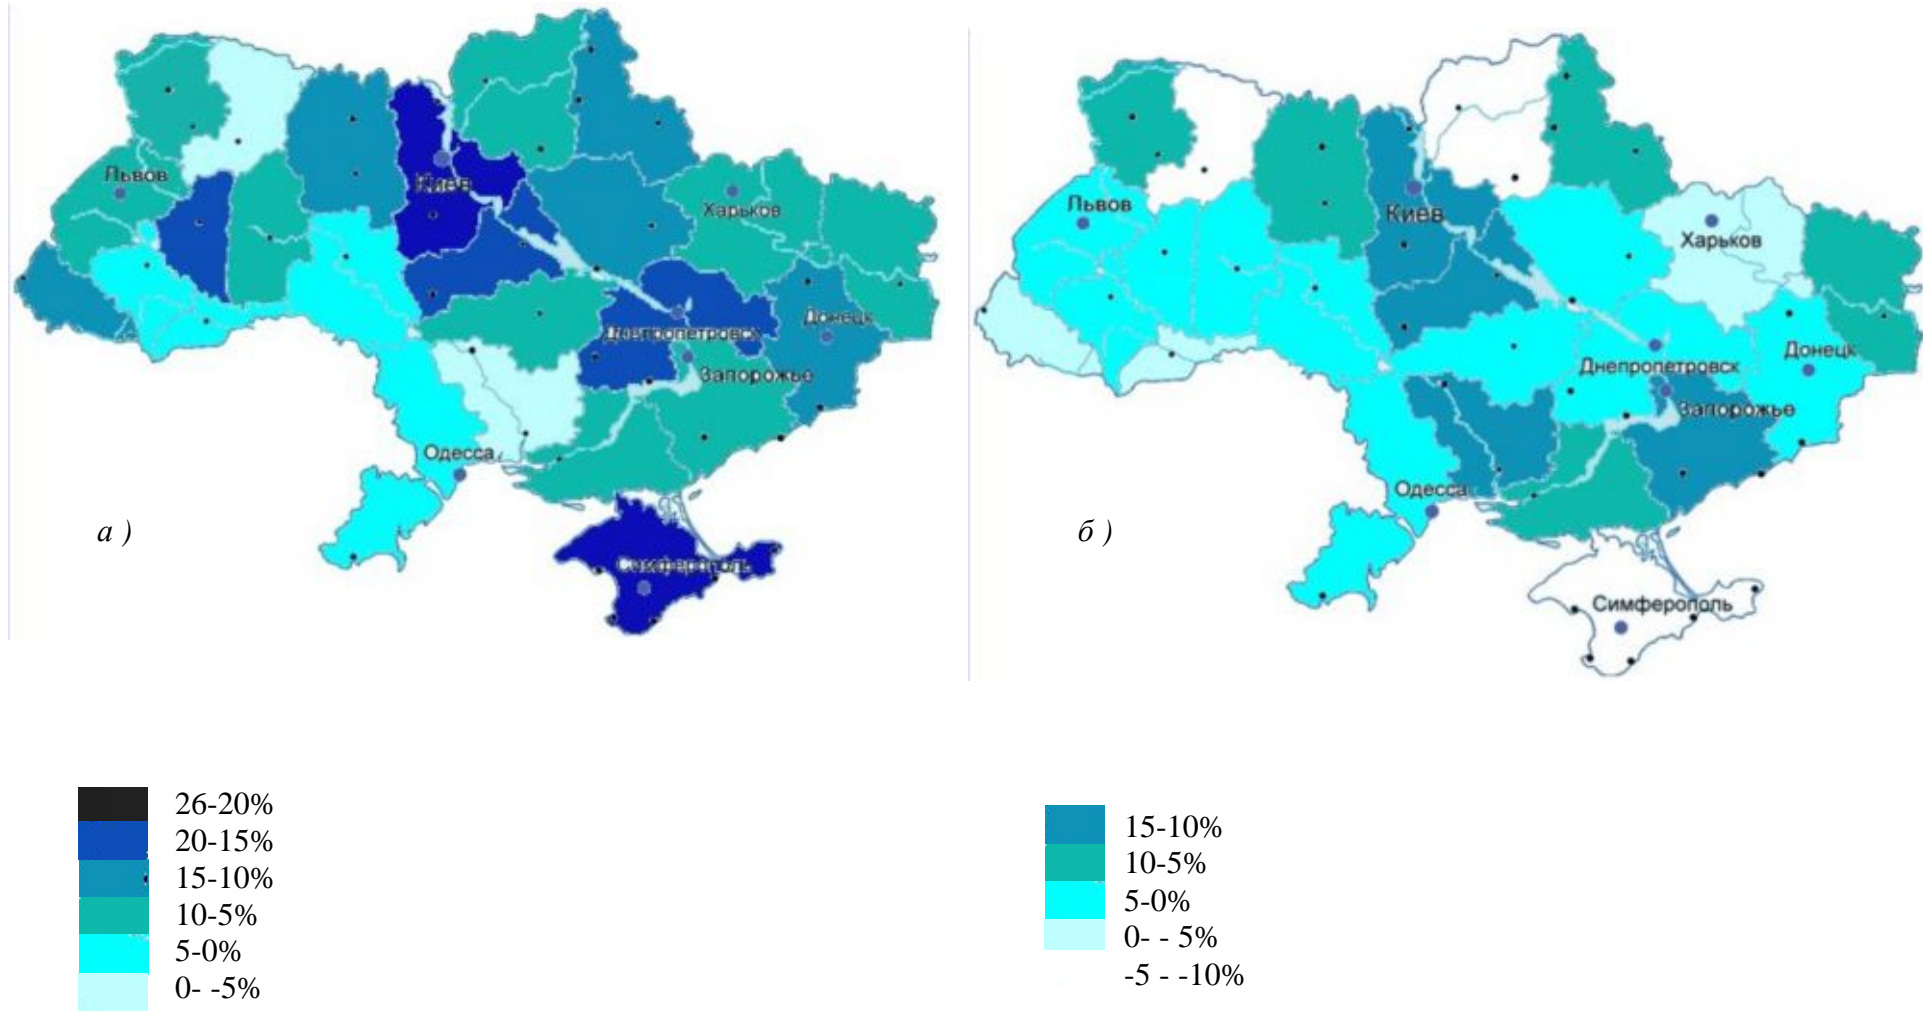 Львов
Киев
Харьков
Днепропетровск
Донецк
Запорожье
Одесса
Симферополь
а )
Львов
Киев
Харьков
Днепропетровск
Донецк
Запорожье
Одесса
Симферополь
б )
26-20%
20-15%
15-10%
10-5%
5-0%
0- -5%
15-10%
10-5%
5-0%
0- - 5%
-5 - -10%